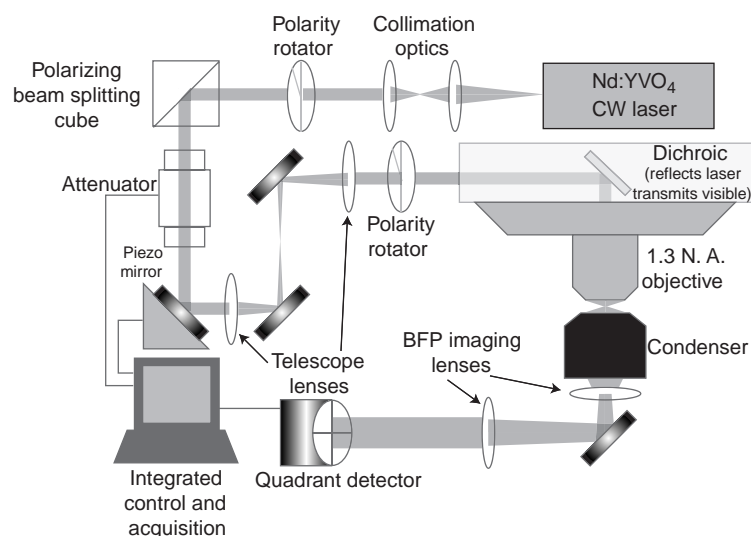 Polarity
rotator
Collimation
optics
Polarizing
beam splitting
cube
Nd:YVO₄
CW laser
Dichroic
(reflects laser
transmits visible)
Attenuator
Polarity
rotator
Piezo
mirror
1.3 N. A.
objective
BFP imaging
lenses
Condenser
Telescope
lenses
Quadrant detector
Integrated
control and
acquisition